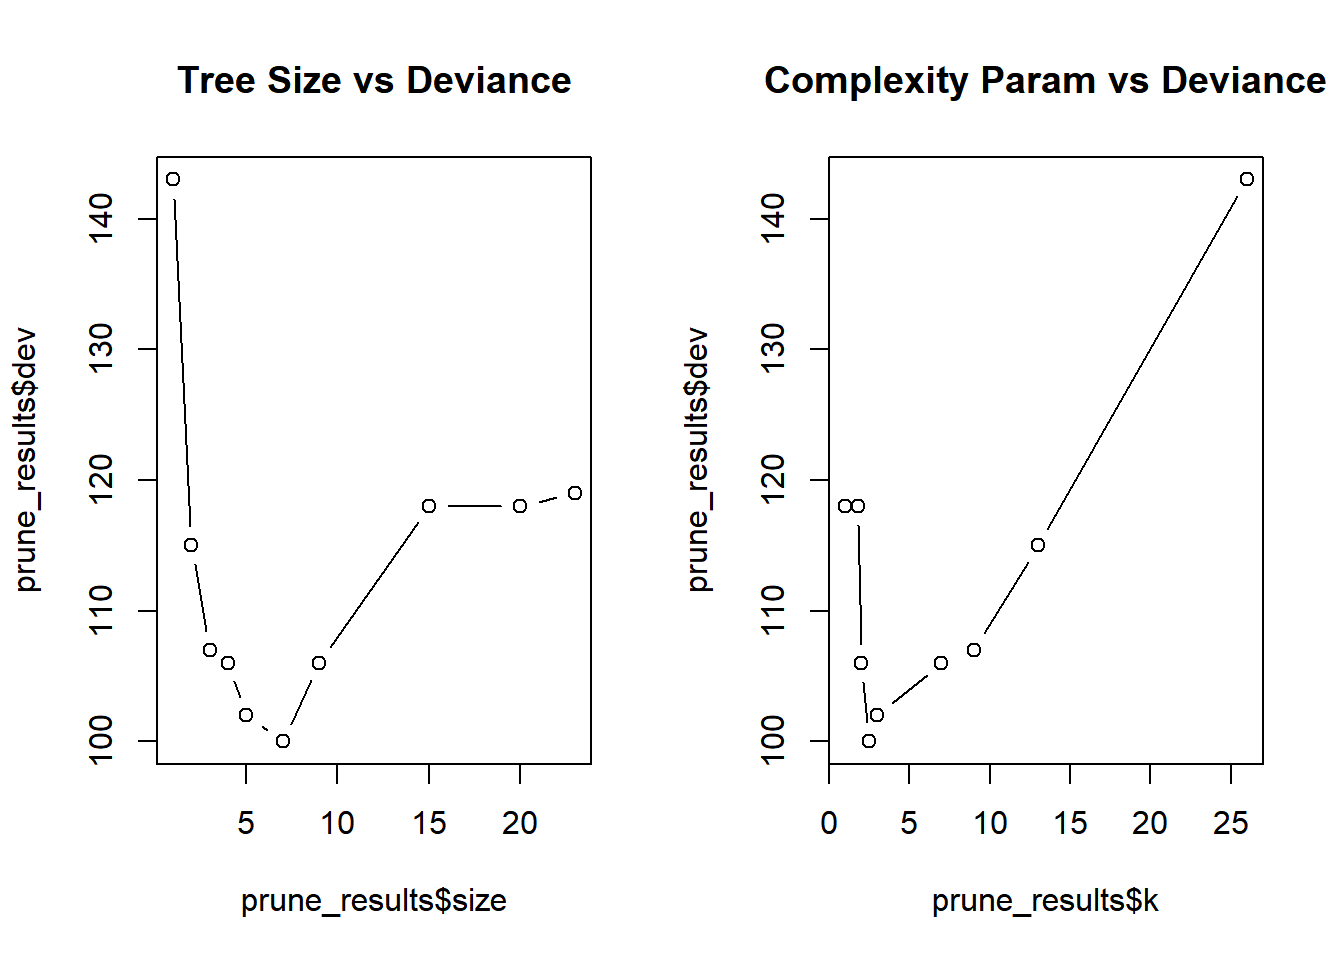 Tree Size vs Deviance
prune_results$dev
140
130
120
110
100
5 10 15 20
prune_results$size
Complexity Param vs Deviance
prune_results$dev
140
130
120
110
100
0 5 10 15 20 25
prune_results$k